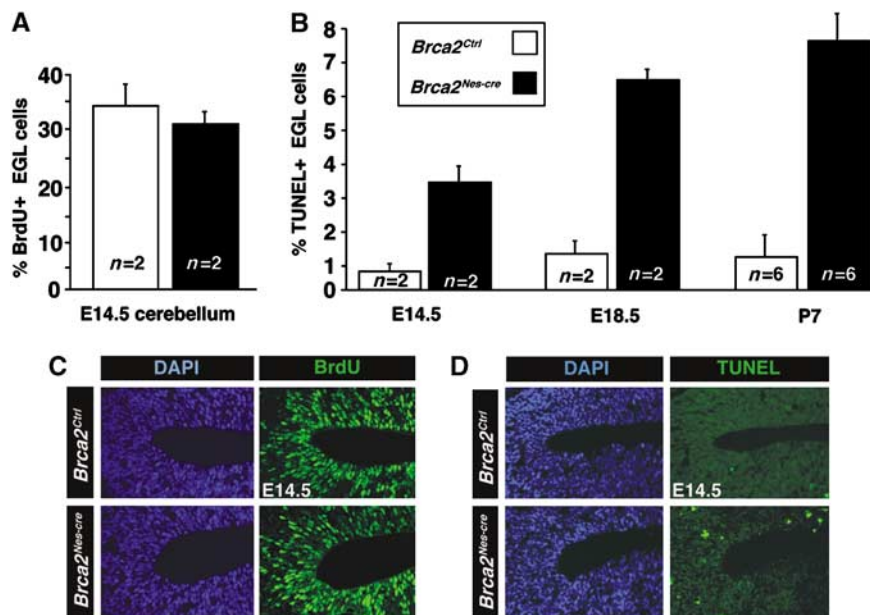 A
% BrdU+ EGL cells
40
30
20
10
0
n=2
n=2
E14.5 cerebellum
B
% TUNEL+ EGL cells
8
7
6
5
4
3
2
1
0
Brca2Ctrl
Brca2Nes-cre
n=2
n=2
n=2
n=2
n=6
n=6
E14.5
E18.5
P7
C
DAPI
BrdU
Brca2Ctrl
E14.5
Brca2Nes-cre
D
DAPI
TUNEL
Brca2Ctrl
E14.5
Brca2Nes-cre